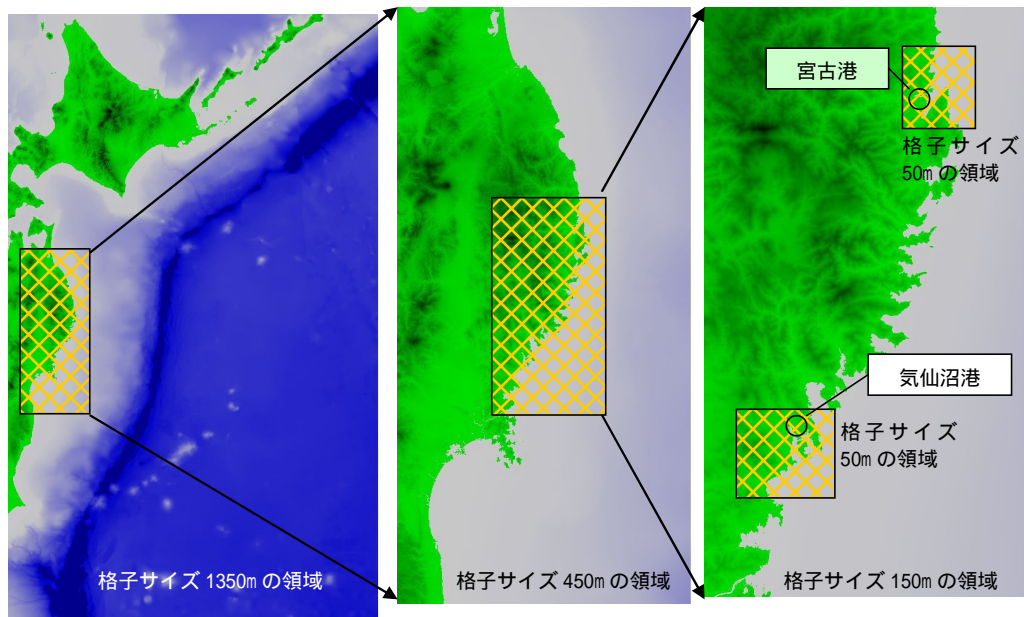 宮古港
格子サイズ
50m の領域
気仙沼港
格子サイズ
50m の領域
格子サイズ 1350m の領域
格子サイズ 450m の領域
格子サイズ 150m の領域